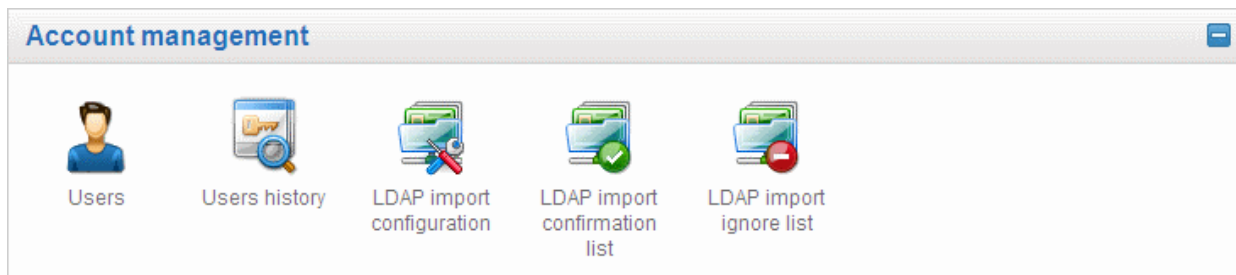 Account management
Users
Users history
LDAP import
configuration
LDAP import
confirmation
list
LDAP import
ignore list